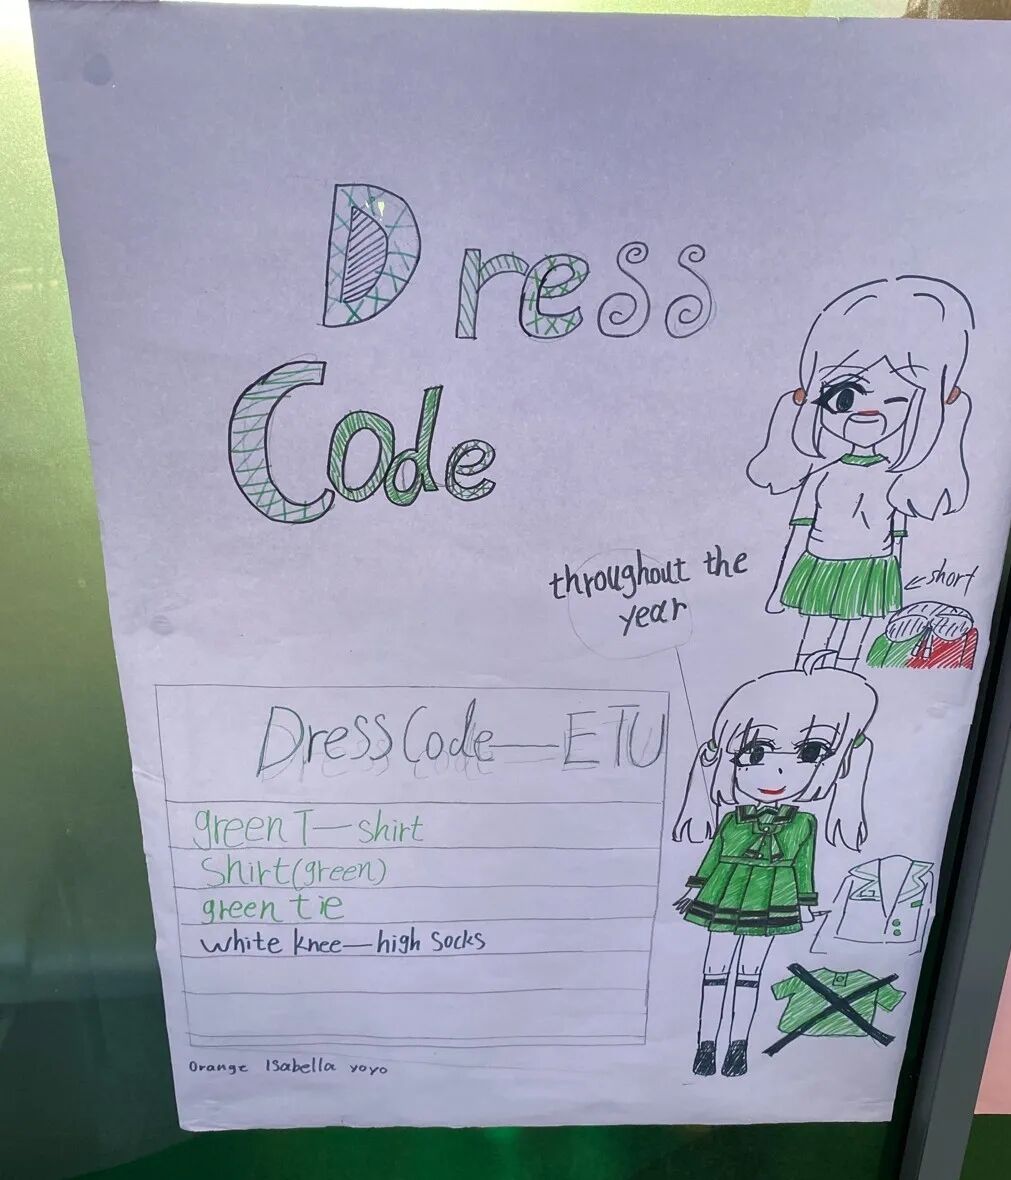 Dress
Code
throughout the
year
short
Dress Code—ETU
green T—shirt
Shirt(green)
green tie
white knee—high socks
Orange Isabella yoyo